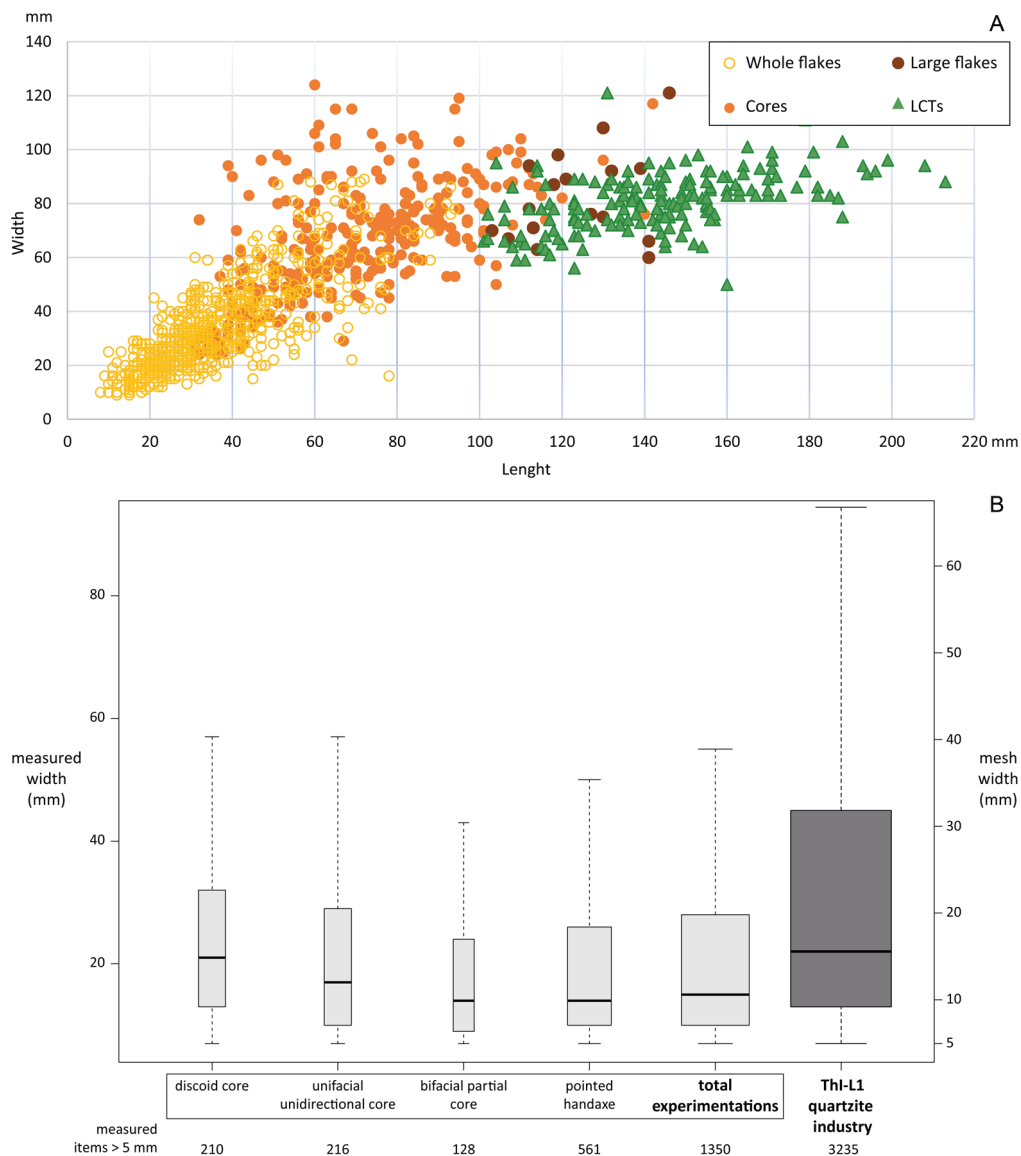 A
mm
140
120
100
80
60
40
20
0
Width
Whole flakes
Large flakes
Cores
LCTs
0 20 40 60 80 100 120 140 160 180 200 220 mm
Lenght
B
80
60
40
20
measured
width
(mm)
60
50
40
30
20
10
5
mesh
width
(mm)
discoid core
unifacial
unidirectional core
bifacial partial
core
pointed
handaxe
total
experimentations
ThI-L1
quartzite
industry
measured
items > 5 mm
210 216 128 561 1350 3235